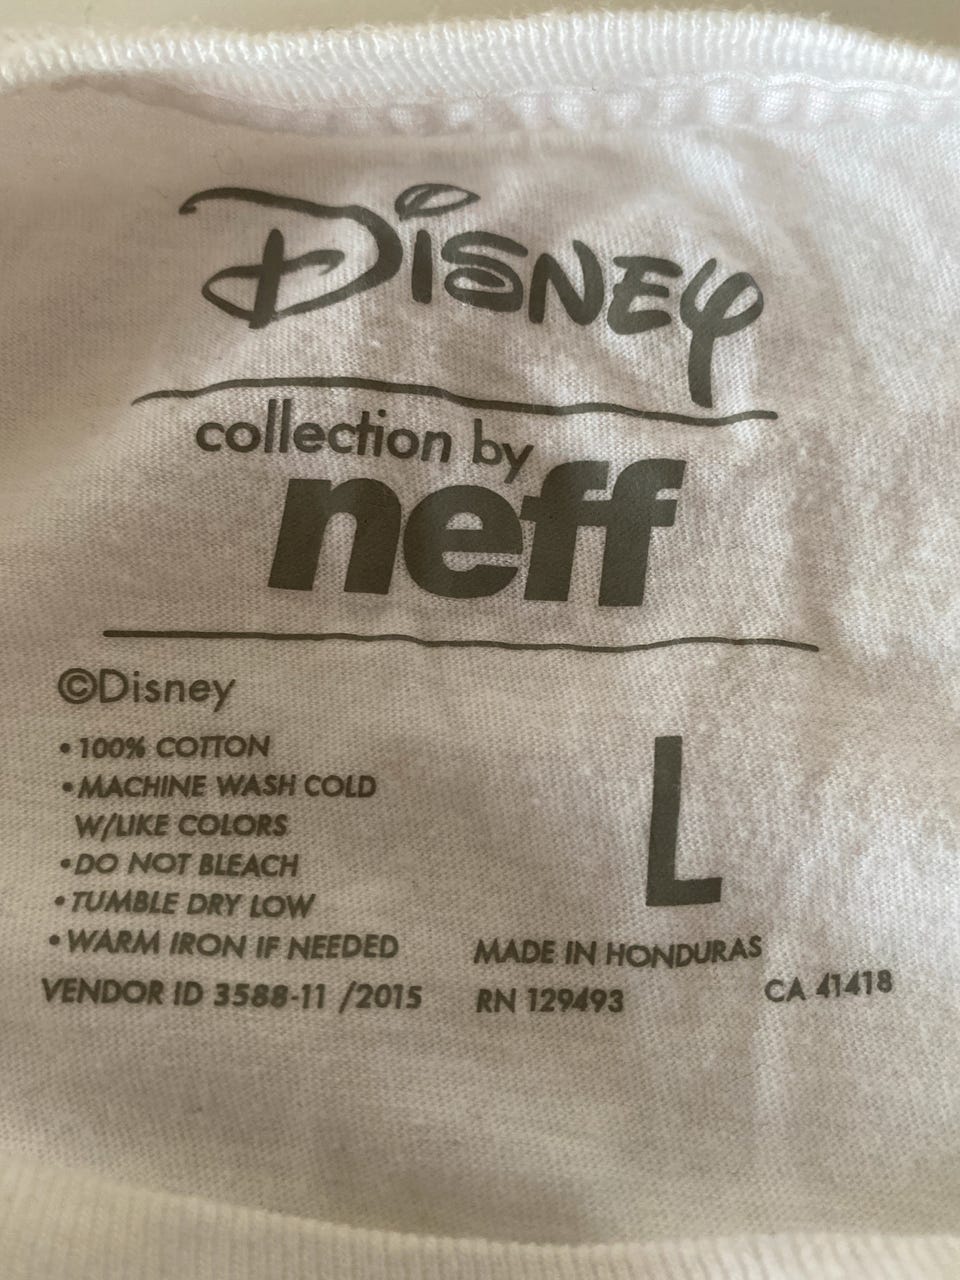 Disney
collection by
neff
©Disney
• 100% COTTON
• MACHINE WASH COLD
W/LIKE COLORS
• DO NOT BLEACH
• TUMBLE DRY LOW
• WARM IRON IF NEEDED
VENDOR ID 3588-11 /2015
L
MADE IN HONDURAS
RN 129493
CA 41418